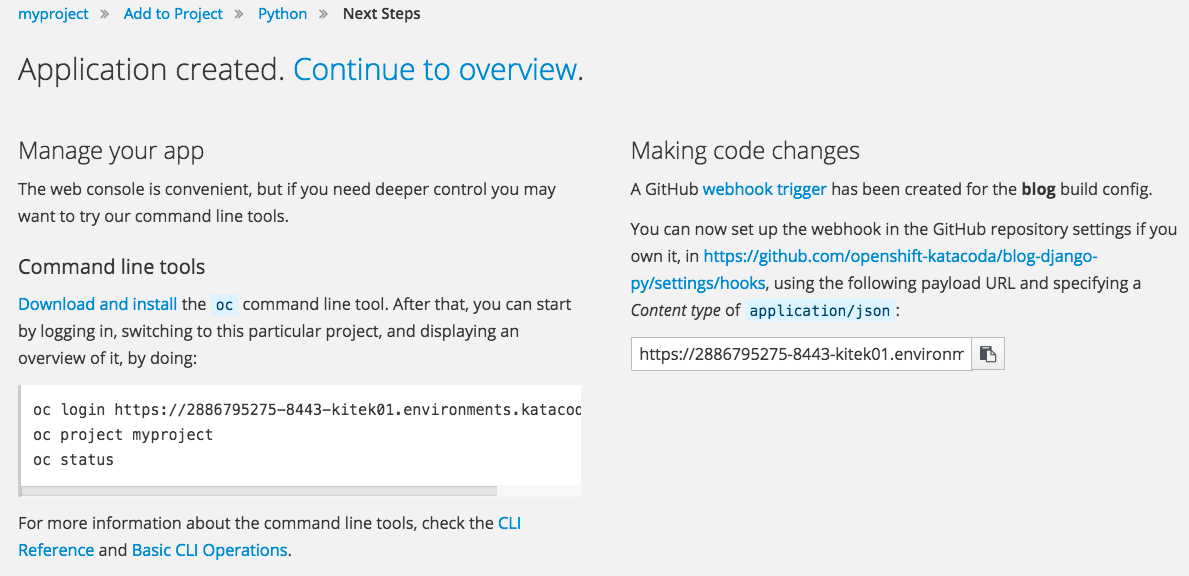 myproject » Add to Project » Python » Next Steps
Application created. Continue to overview.
Manage your app
The web console is convenient, but if you need deeper control you may
want to try our command line tools.
Command line tools
Download and install the oc command line tool. After that, you can start
by logging in, switching to this particular project, and displaying an
overview of it, by doing:
oc login https://2886795275-8443-kitek01.environments.katacod
oc project myproject
oc status
For more information about the command line tools, check the CLI
Reference and Basic CLI Operations.
Making code changes
A GitHub webhook trigger has been created for the blog build config.
You can now set up the webhook in the GitHub repository settings if you
own it, in https://github.com/openshift-katacoda/blog-django-
py/settings/hooks, using the following payload URL and specifying a
Content type of application/json:
https://2886795275-8443-kitek01.environm